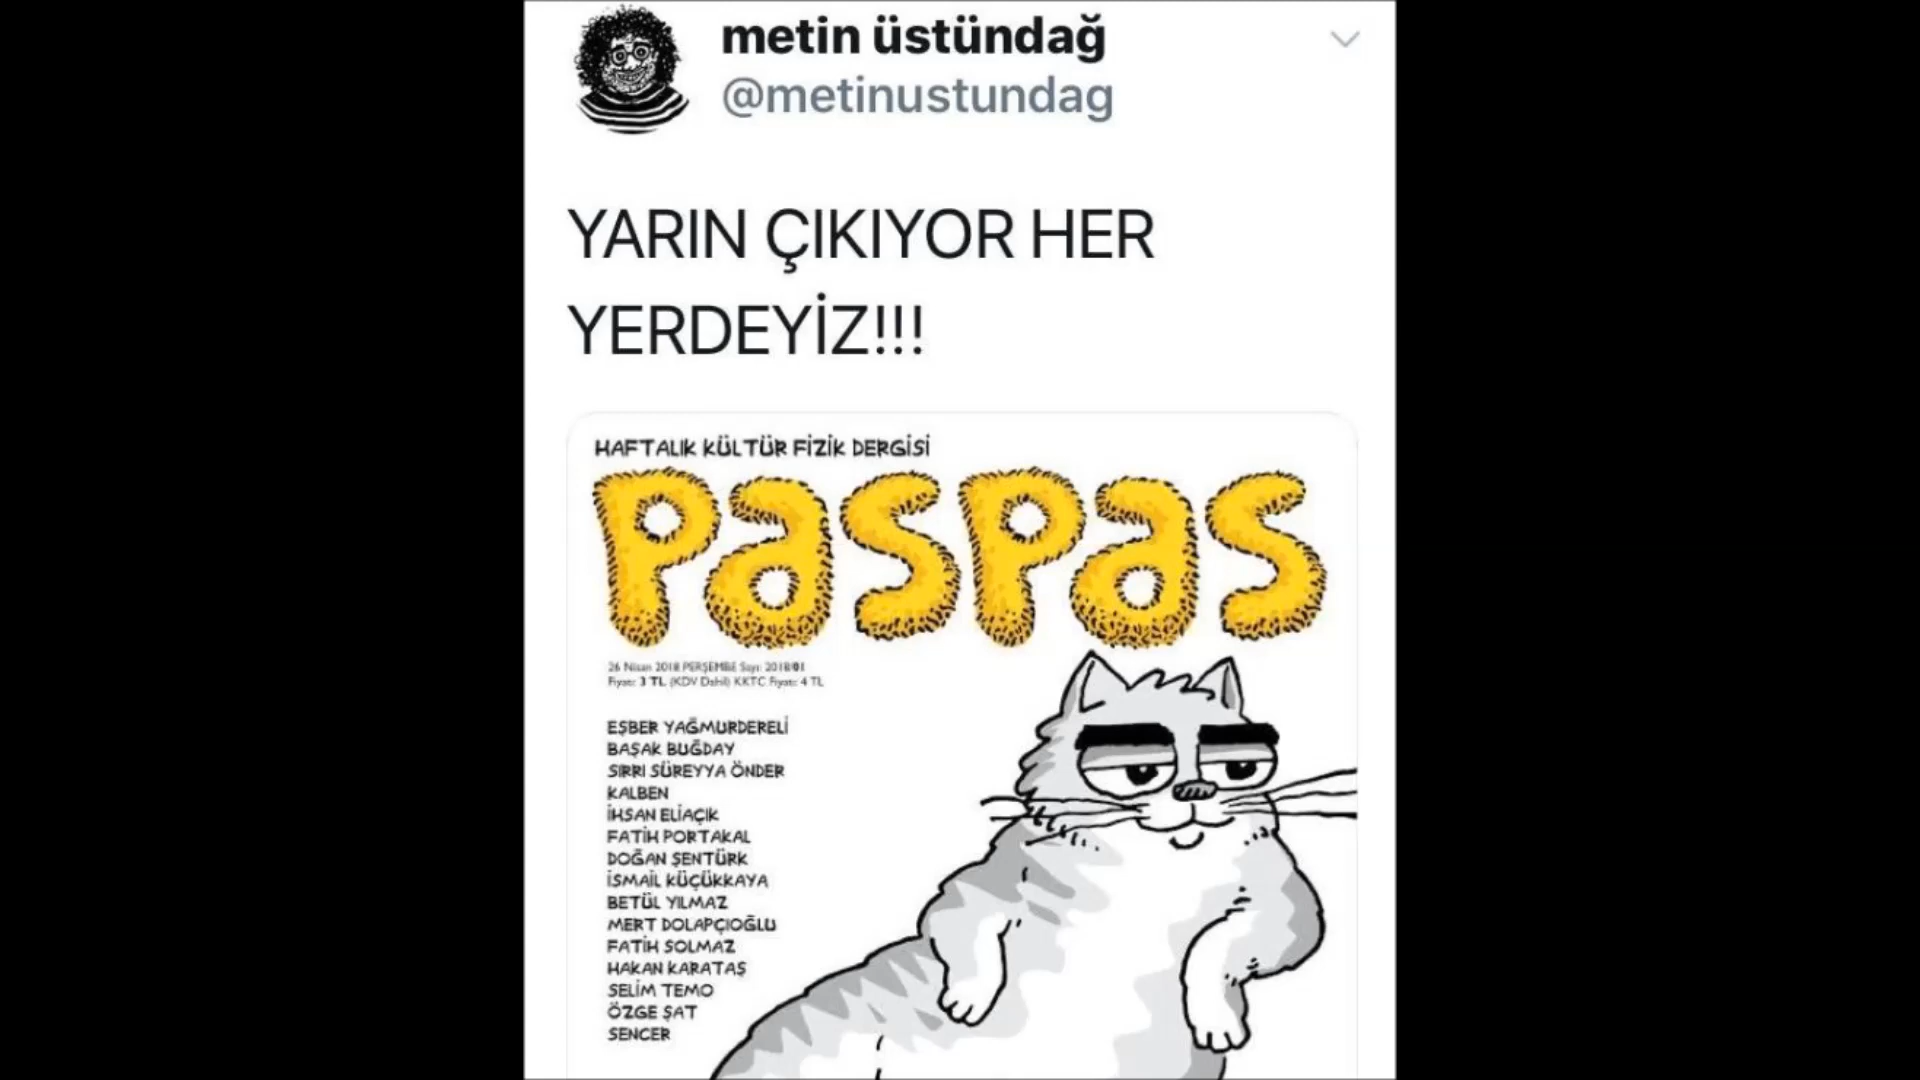 metin üstündağ
@metinustundag
YARIN ÇIKIYOR HER
YERDEYİZ!!!
HAFTALIK KÜLTÜR FİZİK DERGİSİ
paspas
26 Nisan 2018 PERŞEMBE Sayı: 2018/01
Fiyatı: 3 TL (KDV Dahil) KKTC Fiyatı: 4 TL
EŞBER YAĞMURDERELİ
BAŞAK BUĞDAY
SIRRI SÜREYYA ÖNDER
KALBEN
İHSAN ELİAÇIK
FATİH PORTAKAL
DOĞAN ŞENTÜRK
İSMAİL KÜÇÜKKAYA
BETÜL YILMAZ
MERT DOLAPÇIOĞLU
FATİH SOLMAZ
HAKAN KARATAŞ
SELİM TEMO
ÖZGE ŞAT
SENCER